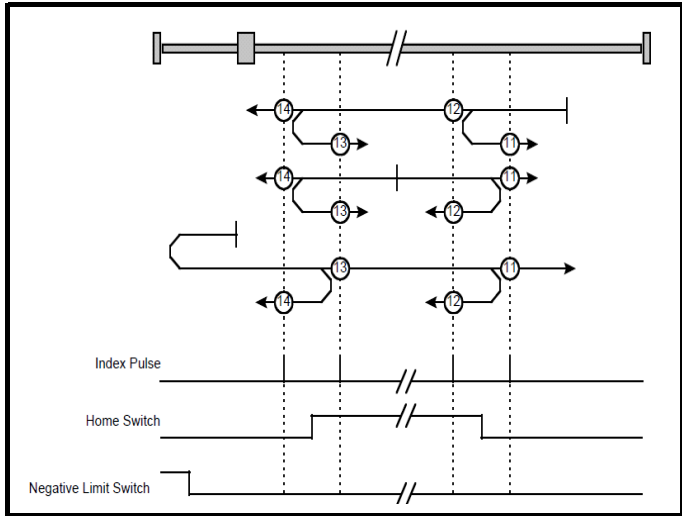 14 12
13 11
14 11
13 12
13 11
14 12
Index Pulse
Home Switch
Negative Limit Switch